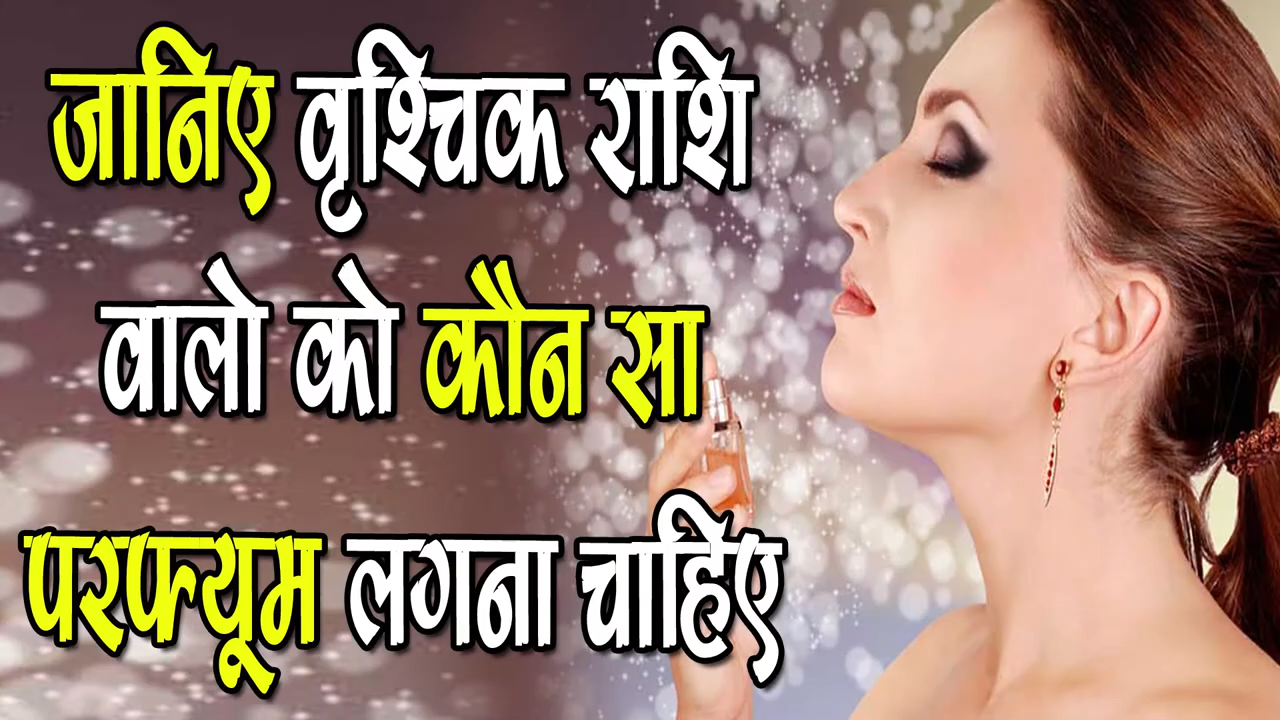 जानिए वृश्चिक राशि
वालो को कौन सा
परफ्यूम लगना चाहिए